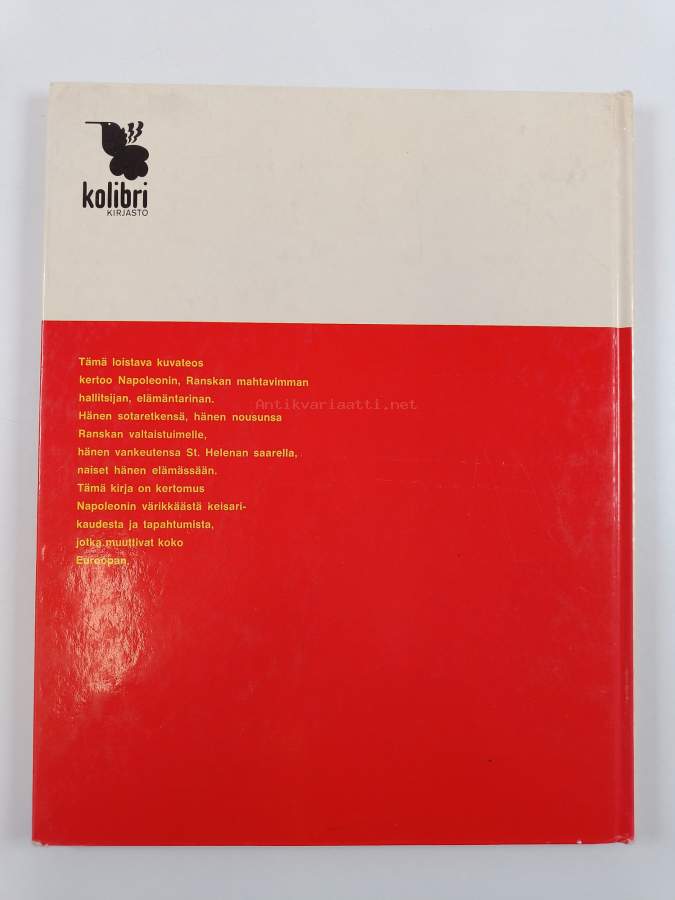 kolibri
KIRJASTO
Tämä loistava kuvateos
kertoo Napoleonin, Ranskan mahtavimman
hallitsijan, elämäntarinan.
Antikvariaatti.net
Hänen sotaretkensä, hänen nousunsa
Ranskan valtaistuimelle,
hänen vankeutensa St. Helenan saarella,
naiset hänen elämässään.
Tämä kirja on kertomus
Napoleonin värikkäästä keisari-
kaudesta ja tapahtumista,
jotka muuttivat koko
Euroopan.